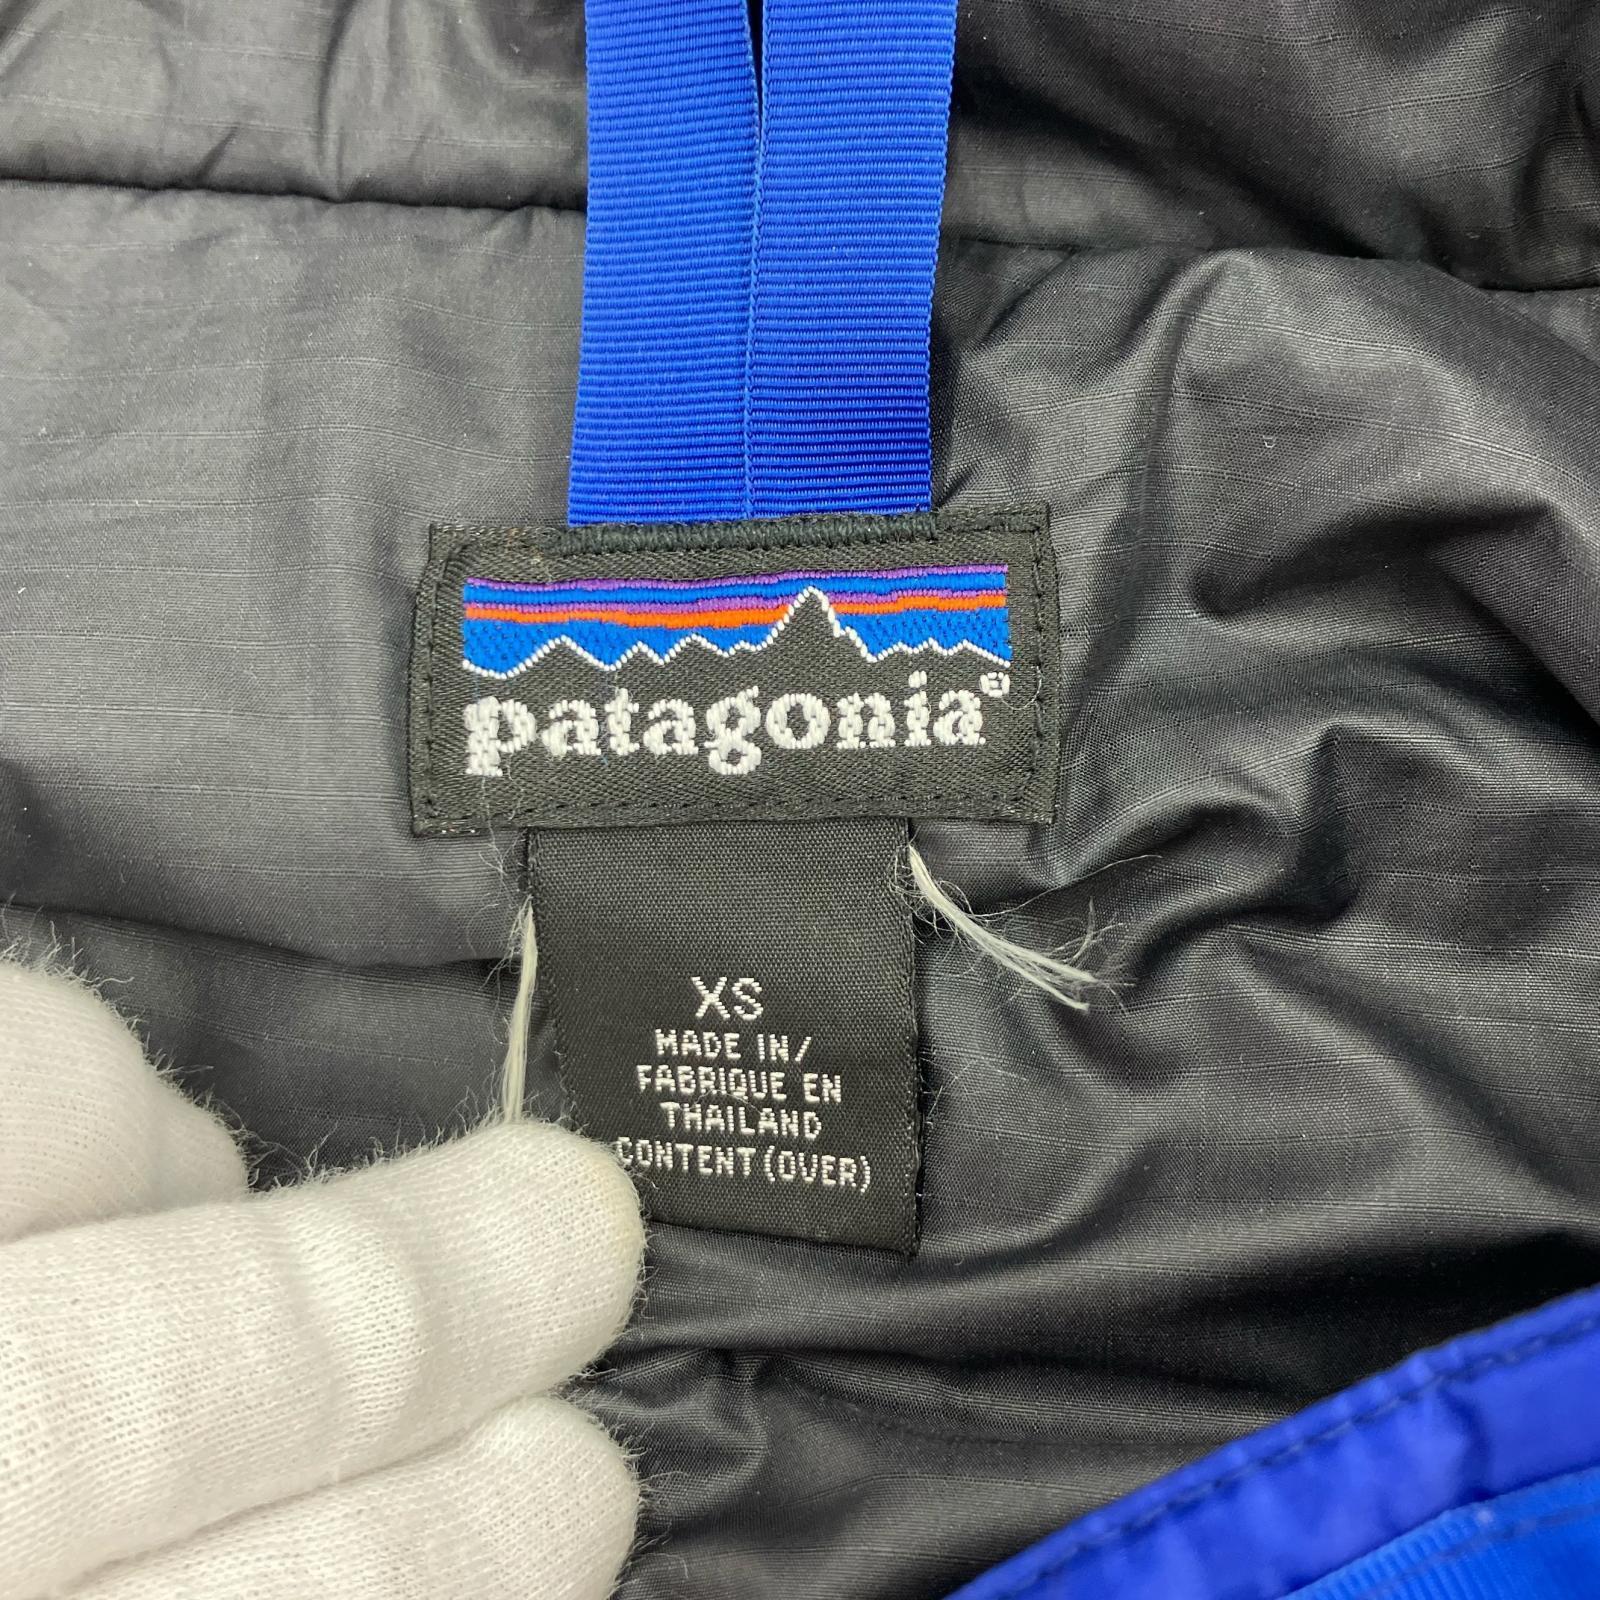 patagonia®
XS
MADE IN/
FABRIQUE EN
THAILAND
CONTENT (OVER)